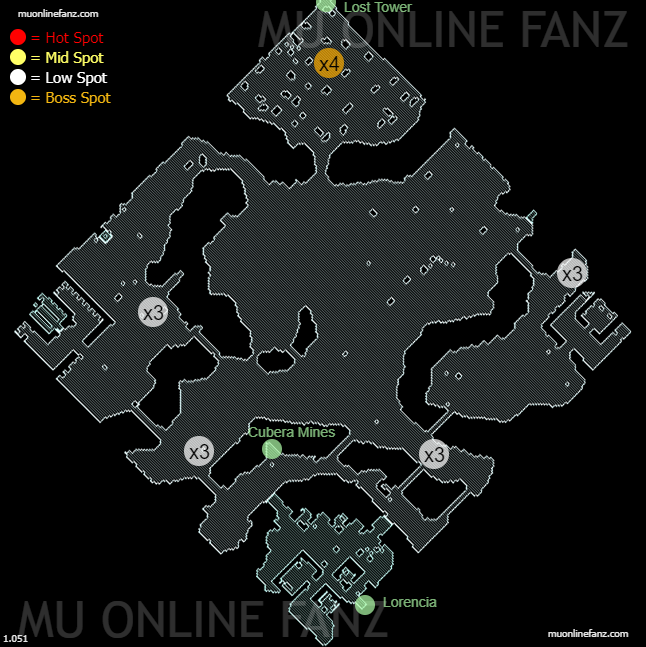 muonlinefanz.com
Lost Tower
MU ONLINE FANZ
= Hot Spot
= Mid Spot
= Low Spot
= Boss Spot
x4
x3
x3
Cubera Mines
x3
x3
Lorencia
MU ONLINE FANZ
1.051
muonlinefanz.com